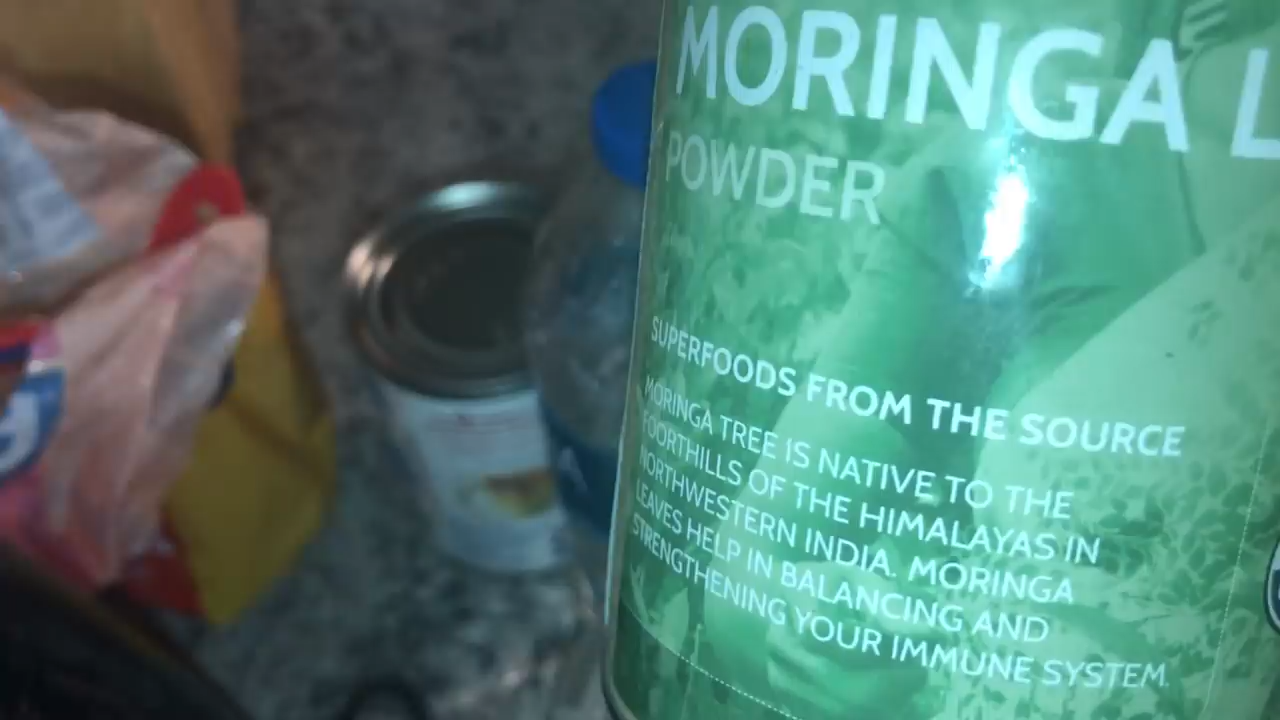 MORINGA L
POWDER
SUPERFOODS FROM THE SOURCE
MORINGA TREE IS NATIVE TO THE
FOORTHILLS OF THE HIMALAYAS IN
NORTHWESTERN INDIA. MORINGA
LEAVES HELP IN BALANCING AND
STRENGTHENING YOUR IMMUNE SYSTEM.